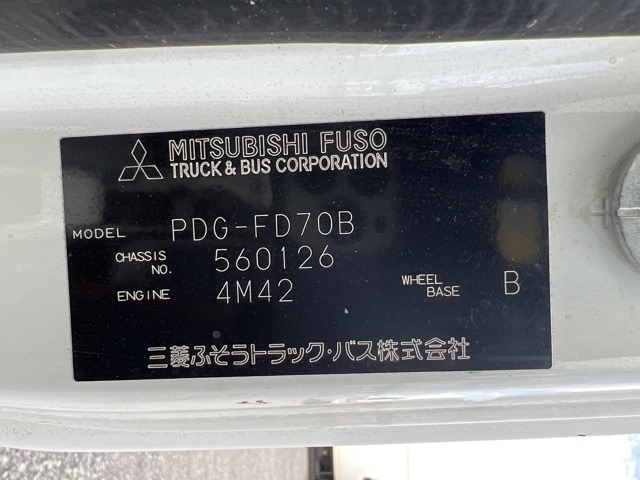 MITSUBISHI FUSO
TRUCK & BUS CORPORATION
MODEL PDG-FD70B
CHASSIS NO. 560126
ENGINE 4M42 WHEEL BASE B
三菱ふそうトラック・バス株式会社